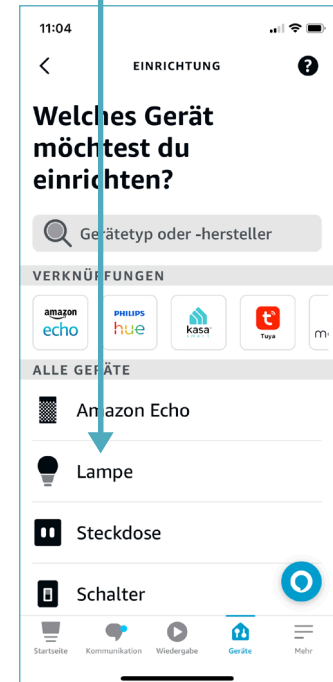 11:04
EINRICHTUNG
?
Welches Gerät
möchtest du
einrichten?
Gerätetyp oder -hersteller
VERKNÜPFUNGEN
amazon
echo
PHILIPS
hue
kasa
smart
Tuya
m
ALLE GERÄTE
Amazon Echo
Lampe
Steckdose
Schalter
Startseite Kommunikation Wiedergabe Geräte Mehr